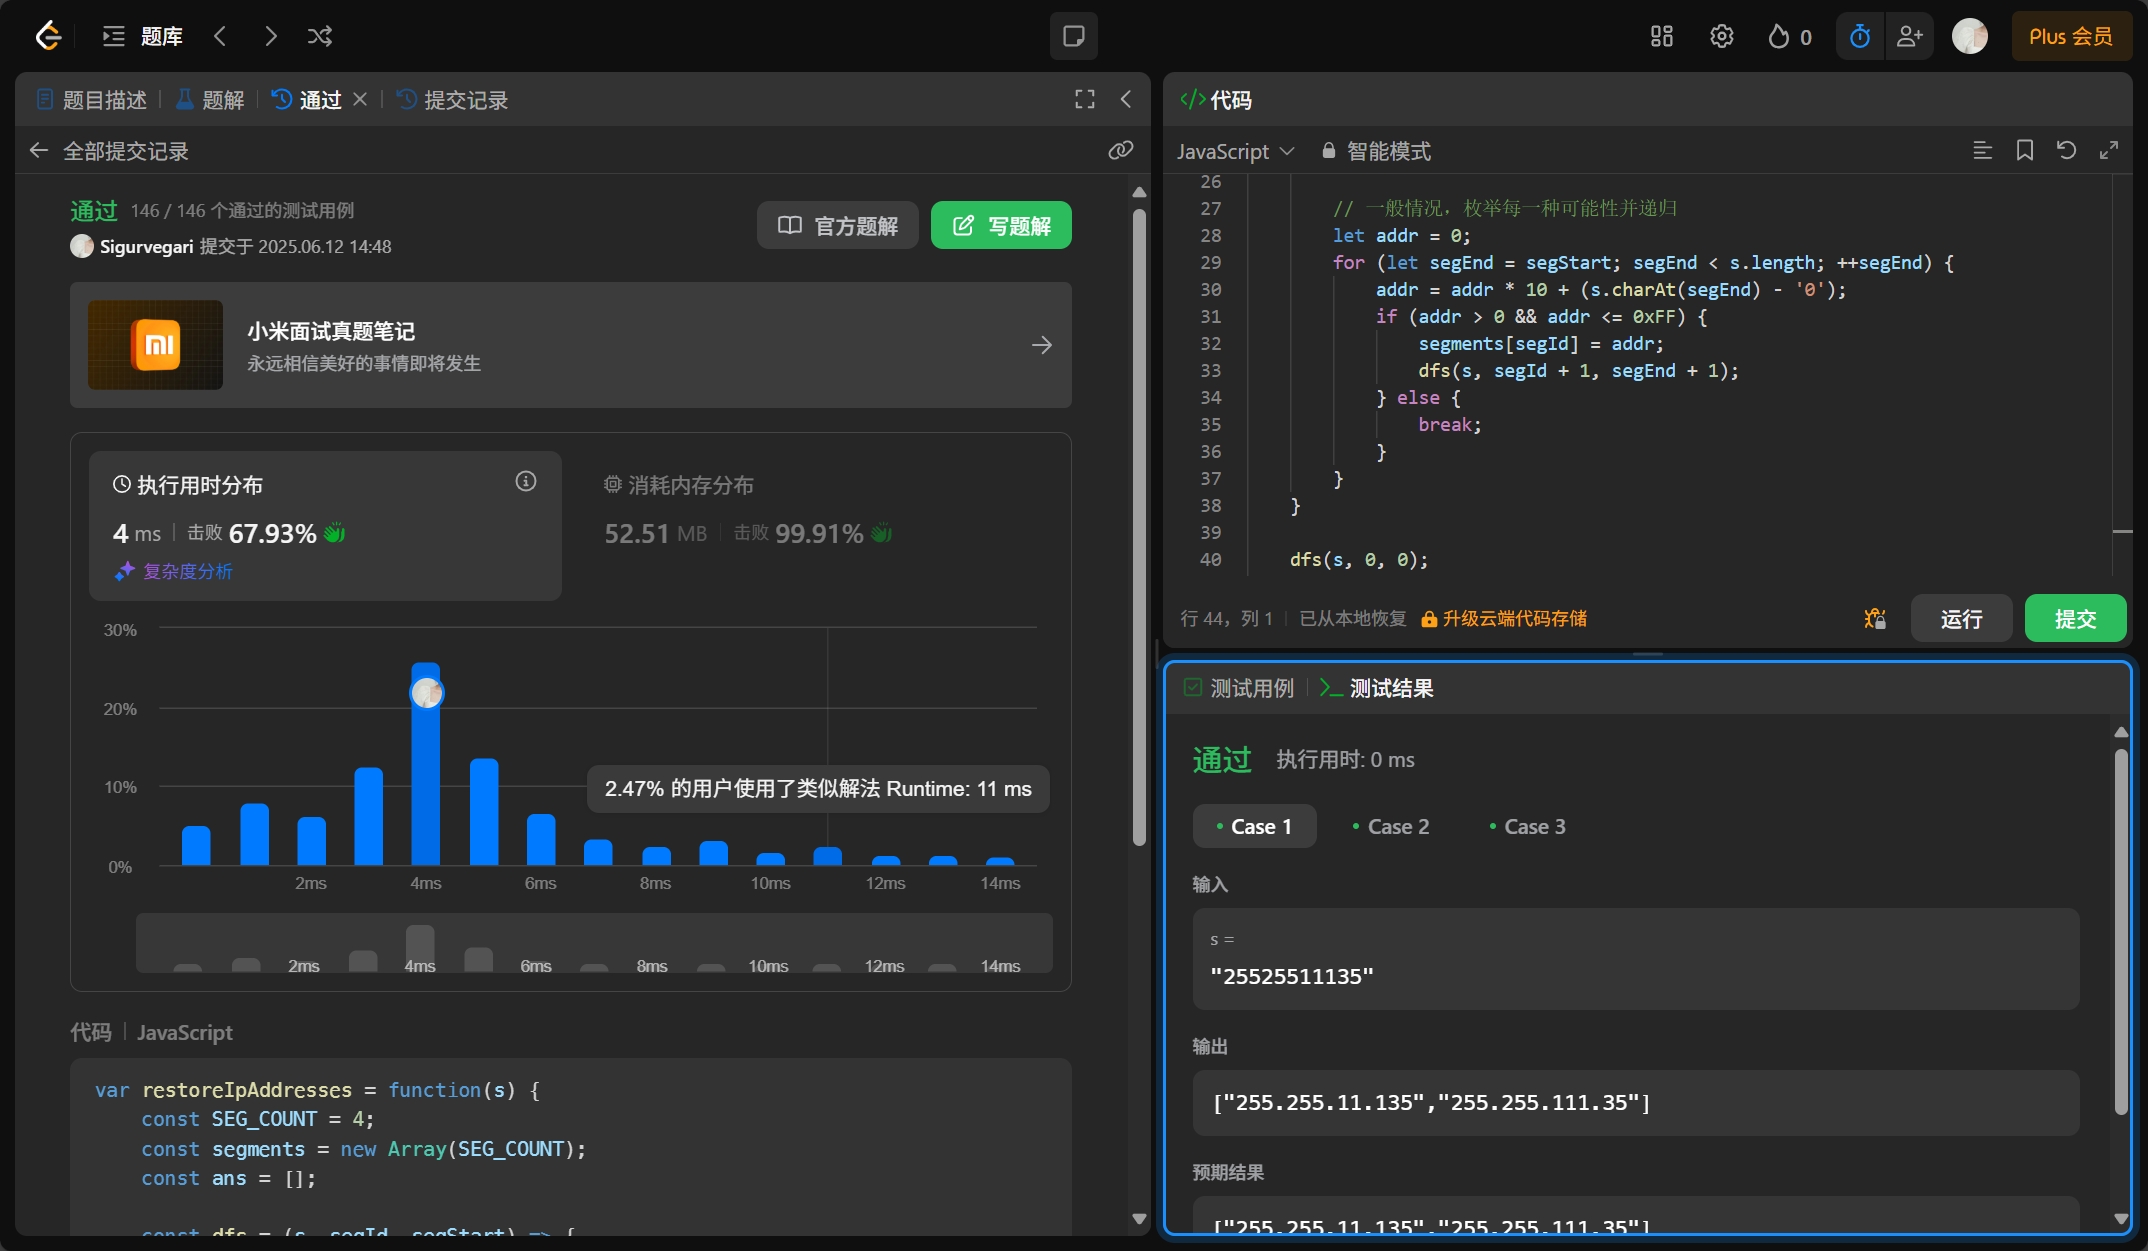 题库
0
Plus 会员
题目描述
题解
通过
提交记录
全部提交记录
通过 146 / 146 个通过的测试用例
Sigurvegari 提交于 2025.06.12 14:48
官方题解
写题解
mi
小米面试真题笔记
永远相信美好的事情即将发生
执行用时分布
4 ms 击败 67.93%
复杂度分析
消耗内存分布
52.51 MB 击败 99.91%
30%
20%
10%
0%
2.47% 的用户使用了类似解法 Runtime: 11 ms
2ms 4ms 6ms 8ms 10ms 12ms 14ms
2ms 4ms 6ms 8ms 10ms 12ms 14ms
代码 JavaScript
var restoreIpAddresses = function(s) {
const SEG_COUNT = 4;
const segments = new Array(SEG_COUNT);
const ans = [];
const dfs = (s, segId, segStart) => {
</> 代码
JavaScript
智能模式
26
27 // 一般情况，枚举每一种可能性并递归
28 let addr = 0;
29 for (let segEnd = segStart; segEnd < s.length; ++segEnd) {
30 addr = addr * 10 + (s.charAt(segEnd) - '0');
31 if (addr > 0 && addr <= 0xFF) {
32 segments[segId] = addr;
33 dfs(s, segId + 1, segEnd + 1);
34 } else {
35 break;
36 }
37 }
38 }
39
40 dfs(s, 0, 0);
行 44，列 1
已从本地恢复
升级云端代码存储
运行
提交
测试用例
测试结果
通过 执行用时: 0 ms
Case 1
Case 2
Case 3
输入
s =
"25525511135"
输出
["255.255.11.135","255.255.111.35"]
预期结果
["255.255.11.135","255.255.111.35"]